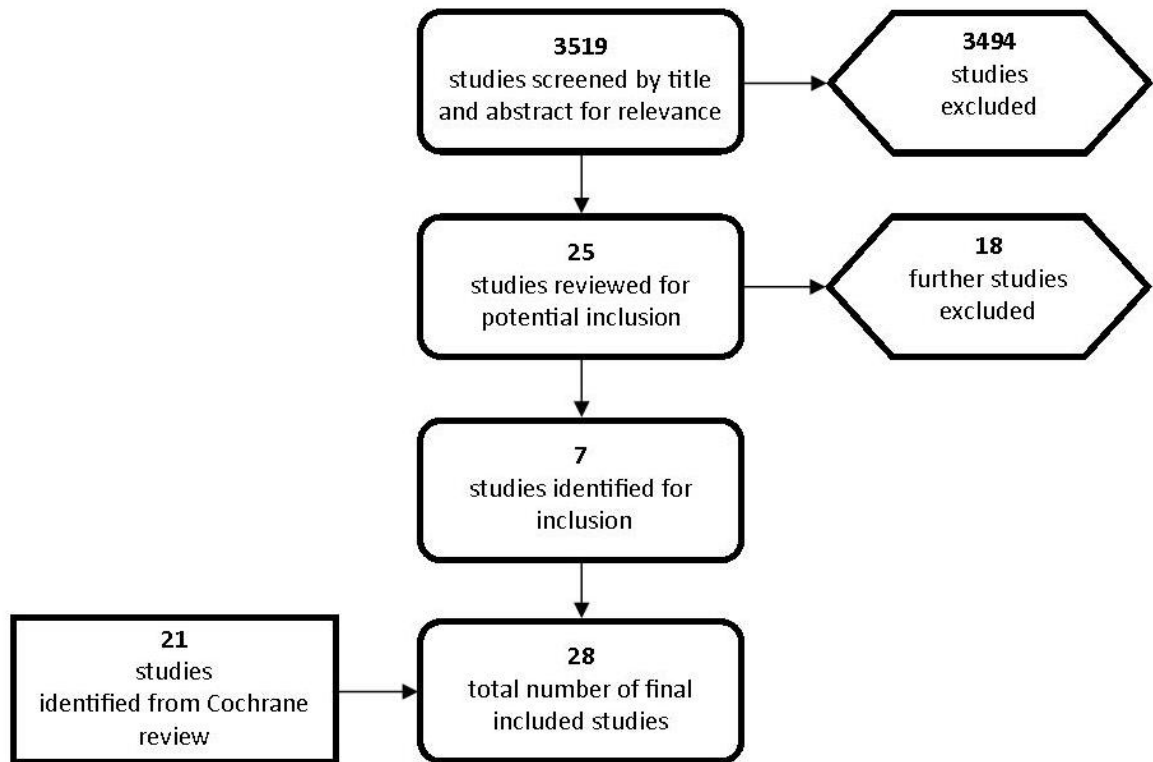 3519
studies screened by title
and abstract for relevance
3494
studies
excluded
25
studies reviewed for
potential inclusion
18
further studies
excluded
7
studies identified for
inclusion
21
studies
identified from Cochrane
review
28
total number of final
included studies